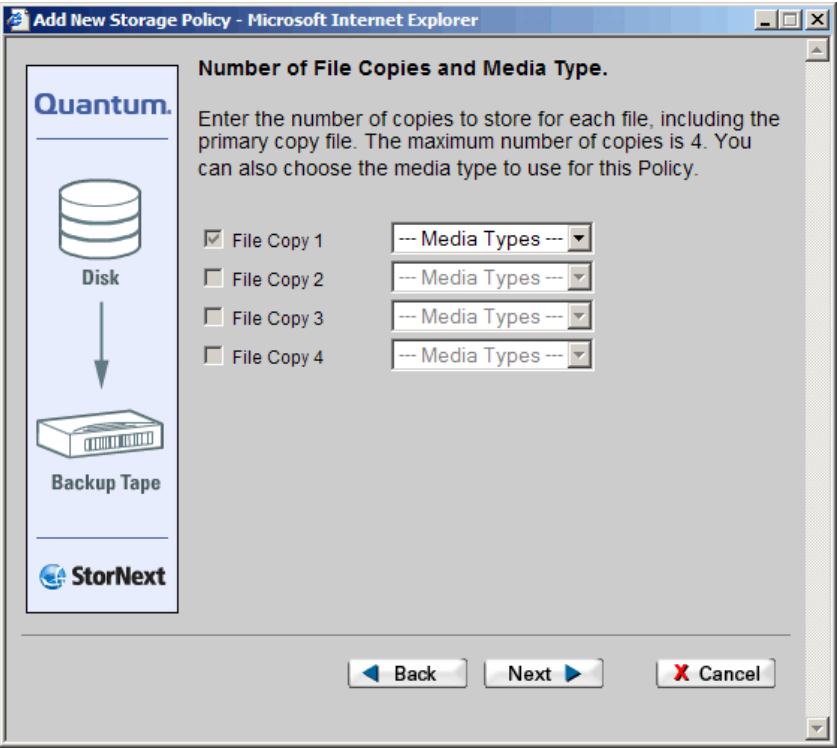 Add New Storage Policy - Microsoft Internet Explorer
Number of File Copies and Media Type.
Quantum.
Enter the number of copies to store for each file, including the
primary copy file. The maximum number of copies is 4. You
can also choose the media type to use for this Policy.
File Copy 1 --- Media Types ---
File Copy 2 --- Media Types ---
File Copy 3 --- Media Types ---
File Copy 4 --- Media Types ---
Disk
Backup Tape
StorNext
Back Next X Cancel